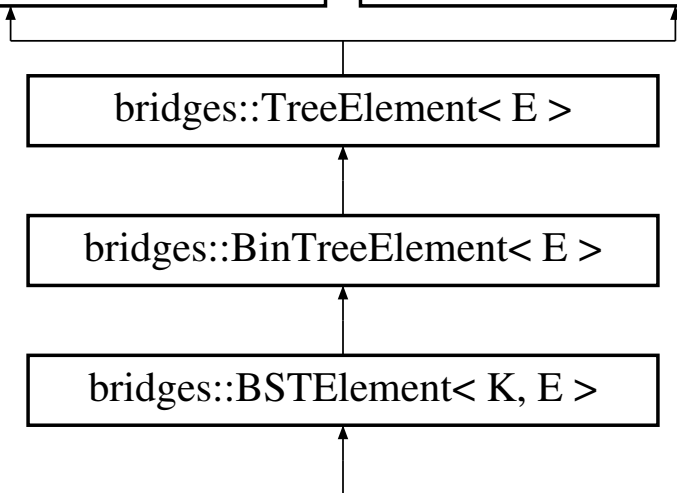 bridges::TreeElement< E >
bridges::BinTreeElement< E >
bridges::BSTElement< K, E >